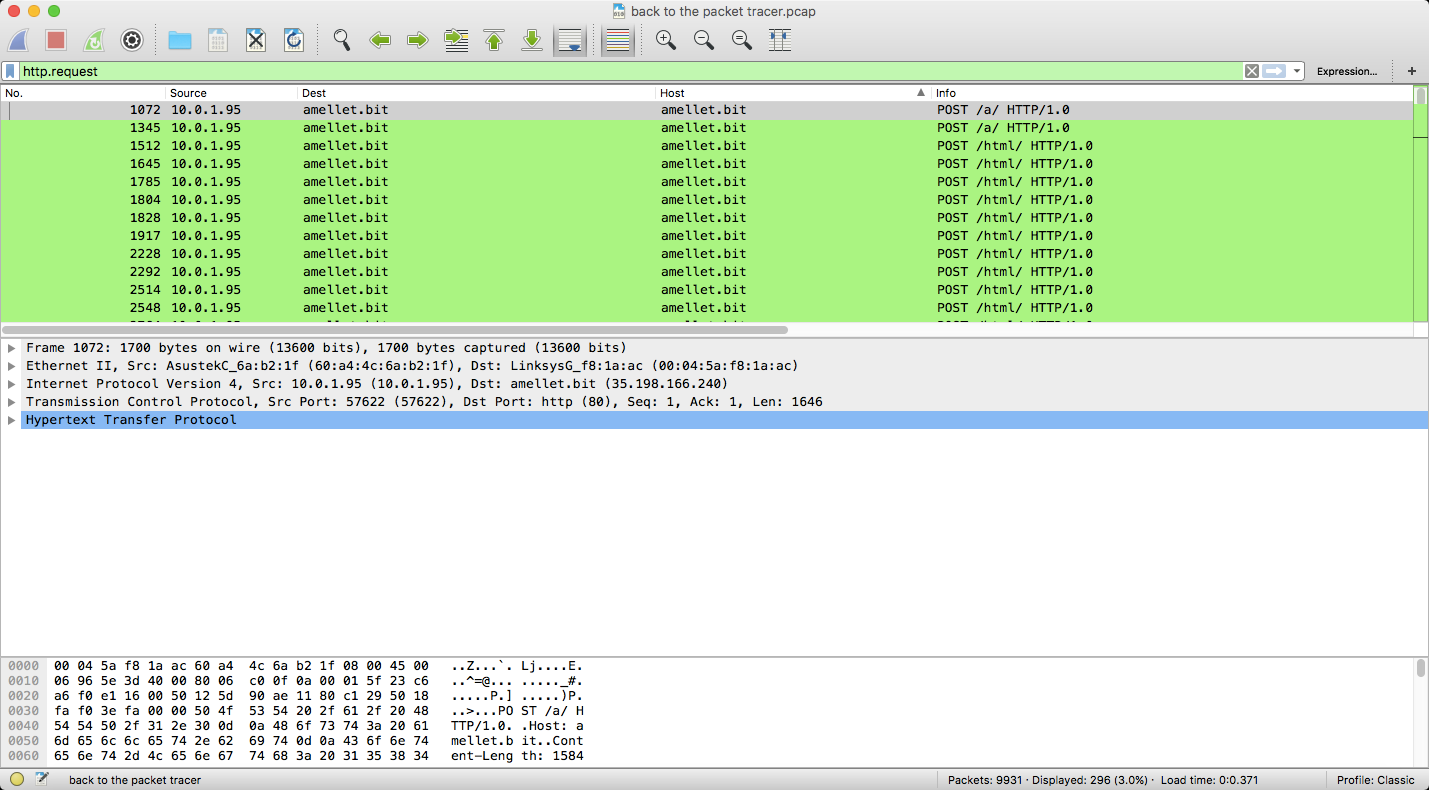 back to the packet tracer.pcap
http.request
Expression... +
No. Source Dest Host Info
1072 10.0.1.95 amellet.bit amellet.bit POST /a/ HTTP/1.0
1345 10.0.1.95 amellet.bit amellet.bit POST /a/ HTTP/1.0
1512 10.0.1.95 amellet.bit amellet.bit POST /html/ HTTP/1.0
1645 10.0.1.95 amellet.bit amellet.bit POST /html/ HTTP/1.0
1785 10.0.1.95 amellet.bit amellet.bit POST /html/ HTTP/1.0
1804 10.0.1.95 amellet.bit amellet.bit POST /html/ HTTP/1.0
1828 10.0.1.95 amellet.bit amellet.bit POST /html/ HTTP/1.0
1917 10.0.1.95 amellet.bit amellet.bit POST /html/ HTTP/1.0
2228 10.0.1.95 amellet.bit amellet.bit POST /html/ HTTP/1.0
2292 10.0.1.95 amellet.bit amellet.bit POST /html/ HTTP/1.0
2514 10.0.1.95 amellet.bit amellet.bit POST /html/ HTTP/1.0
2548 10.0.1.95 amellet.bit amellet.bit POST /html/ HTTP/1.0
Frame 1072: 1700 bytes on wire (13600 bits), 1700 bytes captured (13600 bits)
Ethernet II, Src: AsustekC_6a:b2:1f (60:a4:4c:6a:b2:1f), Dst: LinksysG_f8:1a:ac (00:04:5a:f8:1a:ac)
Internet Protocol Version 4, Src: 10.0.1.95 (10.0.1.95), Dst: amellet.bit (35.198.166.240)
Transmission Control Protocol, Src Port: 57622 (57622), Dst Port: http (80), Seq: 1, Ack: 1, Len: 1646
Hypertext Transfer Protocol
0000 00 04 5a f8 1a ac 60 a4 4c 6a b2 1f 08 00 45 00 ..Z...`. Lj....E.
0010 06 96 5e 3d 40 00 80 06 c0 0f 0a 00 01 5f 23 c6 ..^=@... ....._#.
0020 a6 f0 e1 16 00 50 12 5d 90 ae 11 80 c1 29 50 18 .....P.] .....)P.
0030 fa f0 3e fa 00 00 50 4f 53 54 20 2f 61 2f 20 48 ..>...PO ST /a/ H
0040 54 54 50 2f 31 2e 30 0d 0a 48 6f 73 74 3a 20 61 TTP/1.0. .Host: a
0050 6d 65 6c 6c 65 74 2e 62 69 74 0d 0a 43 6f 6e 74 mellet.b it..Cont
0060 65 6e 74 2d 4c 65 6e 67 74 68 3a 20 31 35 38 34 ent-Leng th: 1584
back to the packet tracer Packets: 9931 · Displayed: 296 (3.0%) · Load time: 0:0.371 Profile: Classic